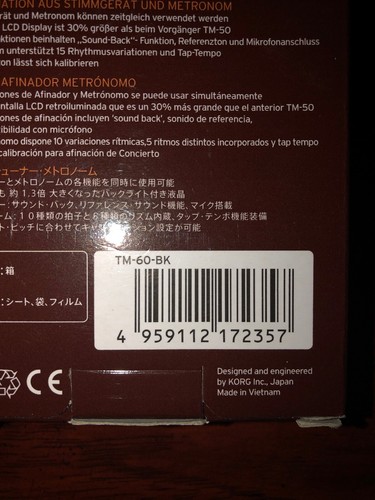 ATION AUS STIMMGERÄT UND METRONOM
rät und Metronom können zeitgleich verwendet werden
LCD Display ist 30% größer als beim Vorgänger TM-50
ktionen beinhalten „Sound-Back"- Funktion, Referenzton und Mikrofonanschluss
m unterstützt 15 Rhythmusvariationen und Tap-Tempo
on lässt sich kalibrieren
AFINADOR METRÓNOMO
ones de Afinador y Metrónomo se puede usar simultáneamente
ntalla LCD retroiluminada que es un 30% más grande que el anterior TM-50
ones de afinación incluyen 'sound back', sonido de referencia,
ibilidad con micrófono
omo dispone 10 variaciones rítmicas,5 ritmos distintos incorporados y tap tempo
calibración para afinación de Concierto
チューナー・メトロノーム
ーとメトロノームの各機能を同時に使用可能
も 約 1.3倍 大きくなったバックライト付き液晶
ー：サウンド・バック、リファレンス・サウンド機能、マイク搭載
ーム：１０種類の拍子と 種類のリズム内蔵、タップ・テンポ機能装備
ト・ピッチに合わせてキャリブレーション設定が可能
：箱
：シート、袋、フィルム
TM-60-BK
4 959112 172357
CE
Designed and engineered
by KORG Inc., Japan
Made in Vietnam